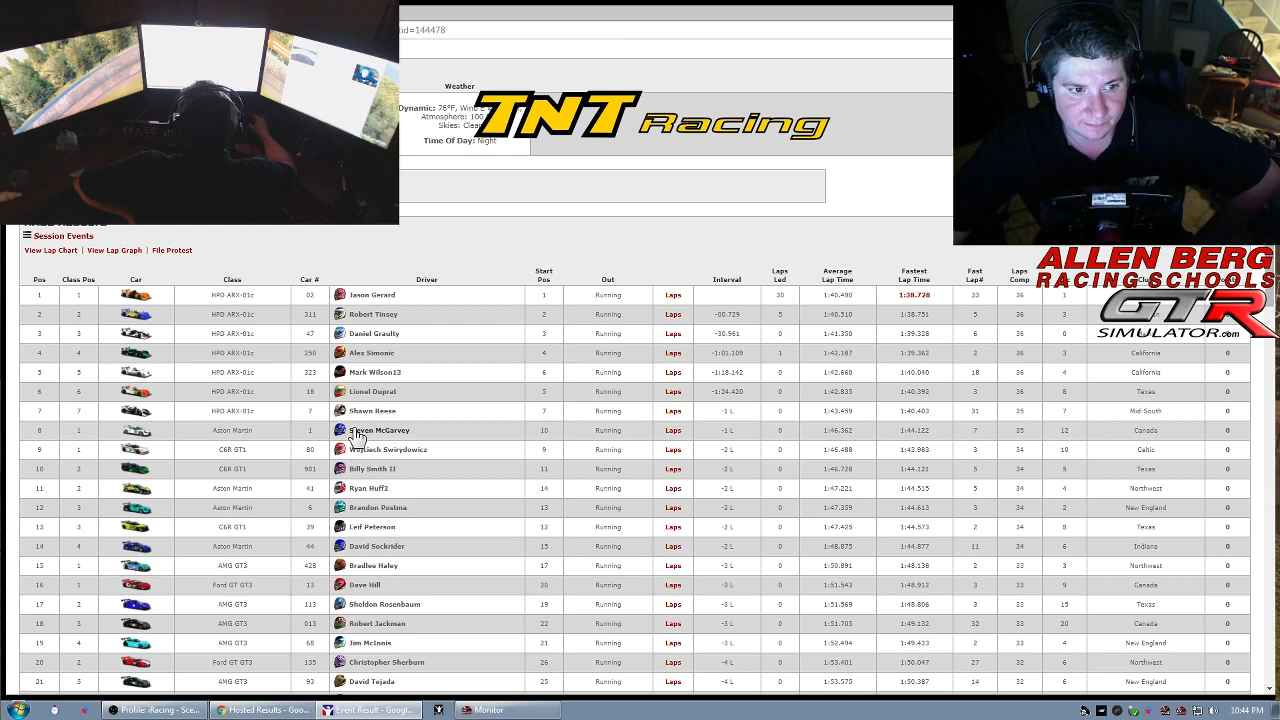 tid=144478
Weather
Dynamic: 76°F, Wind
Atmosphere: 100
Skies: Cle
Time Of Day: Night
TNT Racing
ALLEN BERG
RACING SCHOOLS
GTR
SIMULATOR.com
Session Events
View Lap Chart | View Lap Graph | File Protest
Pos Class Pos Car Class Car # Driver Start Pos Out Interval Laps Led Average Lap Time Fastest Lap Time Fast Lap# Laps Comp
1 1 HPD ARX-01c 02 Jason Gerard 1 Running Laps 30 1:40.490 1:38.728 33 36 1
2 2 HPD ARX-01c 311 Robert Tinsey 2 Running Laps -00.729 5 1:40.510 1:38.751 5 36 3
3 3 HPD ARX-01c 47 Daniel Graulty 3 Running Laps -30.961 0 1:41.350 1:39.328 6 36 0 0
4 4 HPD ARX-01c 250 Alex Simonic 4 Running Laps -1:01.109 1 1:42.187 1:39.362 2 36 3 California 0
5 5 HPD ARX-01c 323 Mark Wilson13 6 Running Laps -1:18.142 0 1:42.660 1:40.040 18 36 4 California 0
6 6 HPD ARX-01c 18 Lionel Duprat 5 Running Laps -1:24.420 0 1:42.840 1:40.392 3 36 8 Texas 0
7 7 HPD ARX-01c 7 Shawn Reese 7 Running Laps -1 L 0 1:43.459 1:40.403 31 35 7 Mid-South 0
8 1 Aston Martin 1 Steven McGarvey 10 Running Laps -1 L 0 1:44.122 7 35 12 Canada 0
9 1 C6R GT1 80 Wojciech Swirydowicz 9 Running Laps -2 L 0 1:46.488 1:43.983 3 34 10 Celtic 0
10 2 C6R GT1 901 Billy Smith II 11 Running Laps -2 L 0 1:46.728 1:44.121 5 34 5 Texas 0
11 2 Aston Martin 41 Ryan Huff2 14 Running Laps -2 L 0 1:47.221 1:44.515 5 34 4 Northwest 0
12 3 Aston Martin 6 Brandon Postma 13 Running Laps -2 L 0 1:47.359 1:44.613 3 34 2 New England 0
13 3 C6R GT1 39 Leif Peterson 12 Running Laps -2 L 0 1:47.425 1:44.573 2 34 8 Texas 0
14 4 Aston Martin 44 David Sockrider 15 Running Laps -2 L 0 1:48.875 1:44.877 11 34 6 Indiana 0
15 1 AMG GT3 428 Bradlee Haley 17 Running Laps -3 L 0 1:50.891 1:48.138 2 33 3 Northwest 0
16 1 Ford GT GT3 13 Dave Hill 20 Running Laps -3 L 0 1:51.543 1:48.912 3 33 9 Canada 0
17 2 AMG GT3 113 Sheldon Rosenbaum 19 Running Laps -3 L 0 1:51.569 1:48.806 3 33 15 Texas 0
18 3 AMG GT3 013 Robert Jackman 22 Running Laps -3 L 0 1:51.705 1:49.132 32 33 20 Canada 0
19 4 AMG GT3 68 Jim McInnis 21 Running Laps -3 L 0 1:52.494 1:49.423 2 33 4 New England 0
20 2 Ford GT GT3 Christopher Sherburn Running Laps -4 L 0 1:53.401 1:50.047 27 32 6 Northwest 0
21 5 AMG GT3 93 David Tejada Running Laps -4 L 0 1:53.575 1:50.387 14 32 6 Texas 0
Profile: iRacing - Sce... Hosted Results - Goo... Event Result - Googl... Monitor 10:44 PM